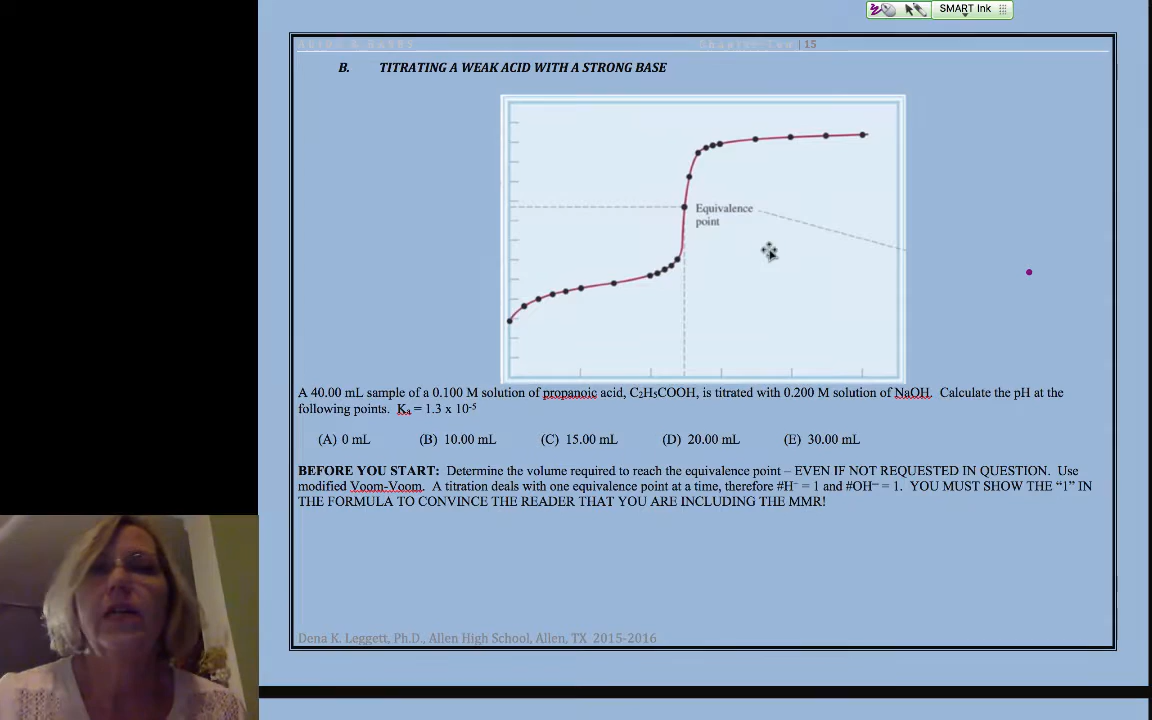 SMART Ink
ACIDS & BASES Chapter Two | 15
B. TITRATING A WEAK ACID WITH A STRONG BASE
Equivalence
point
A 40.00 mL sample of a 0.100 M solution of propanoic acid, C₂H₅COOH, is titrated with 0.200 M solution of NaOH. Calculate the pH at the
following points. Kₐ = 1.3 x 10⁻⁵
(A) 0 mL (B) 10.00 mL (C) 15.00 mL (D) 20.00 mL (E) 30.00 mL
BEFORE YOU START: Determine the volume required to reach the equivalence point – EVEN IF NOT REQUESTED IN QUESTION. Use
modified Voom-Voom. A titration deals with one equivalence point at a time, therefore #H⁺ = 1 and #OH⁻ = 1. YOU MUST SHOW THE “1” IN
THE FORMULA TO CONVINCE THE READER THAT YOU ARE INCLUDING THE MMR!
Dena K. Leggett, Ph.D., Allen High School, Allen, TX 2015-2016